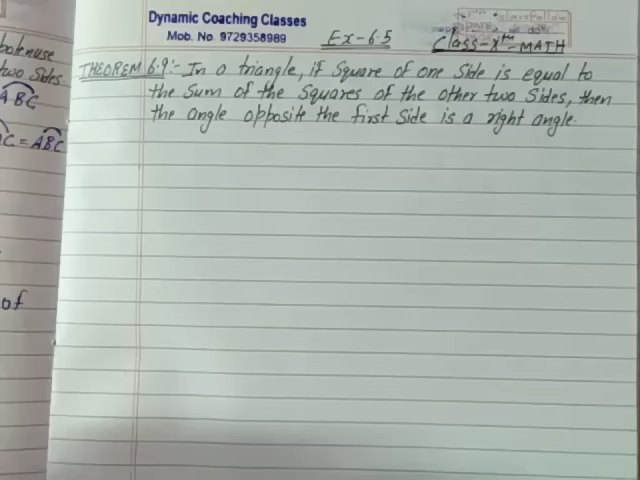 Dynamic Coaching Classes
Mob. No. 9729358989
Ex-6.5
Class-Xth-MATH
two sides
THEOREM 6.9:- In a triangle, if Square of one Side is equal to
the Sum of the Squares of the other two Sides, then
the angle opposite the first Side is a right angle.
ABC
C = ABC
of